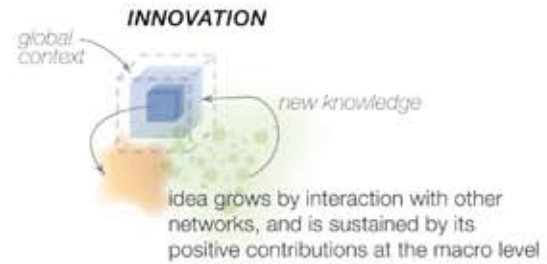 INNOVATION
global
context
new knowledge
idea grows by interaction with other
networks, and is sustained by its
positive contributions at the macro level